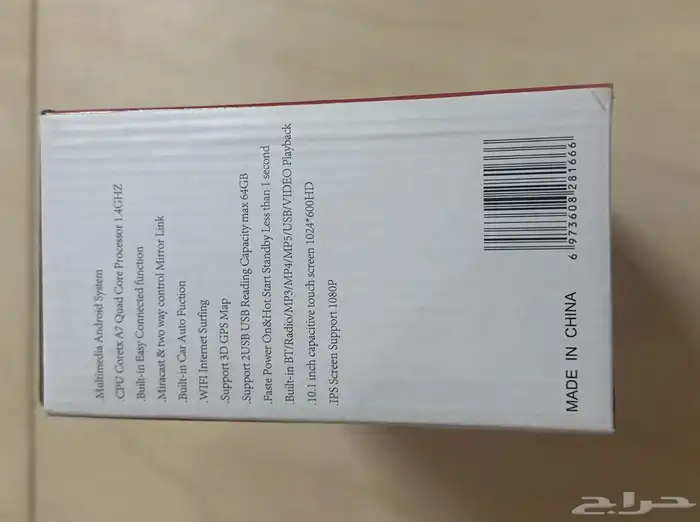 .Multimedia Android System
.CPU Coretx A7 Quad Core Processor 1.4GHZ
.Built-in Easy Connected function
.Miracast & two way control Mirror Link
.Built-in Car Auto Fuction
.WIFI Internet Surfing
.Support 3D GPS Map
.Support 2USB USB Reading Capacity max 64GB
.Faste Power On&Hot Start Standby Less than 1 second
.Built-in BT/Radio/MP3/MP4/MP5/USB/VIDEO Playback
.10.1 inch capacitive touch screen 1024*600HD
.IPS Screen Support 1080P
6 973608 281666
MADE IN CHINA
حراج